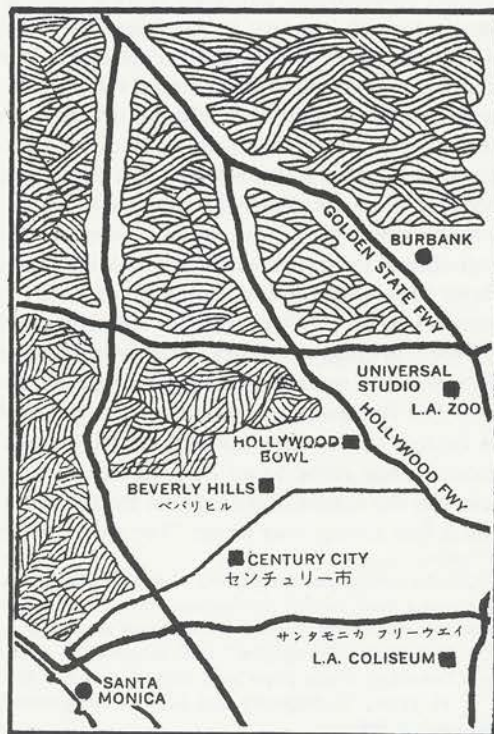 GOLDEN STATE FWY
BURBANK
UNIVERSAL
STUDIO
L.A. ZOO
HOLLYWOOD
BOWL
HOLLYWOOD FWY
BEVERLY HILLS
ベバリヒル
CENTURY CITY
センチュリー市
サンタモニカ フリーウエイ
L.A. COLISEUM
SANTA
MONICA